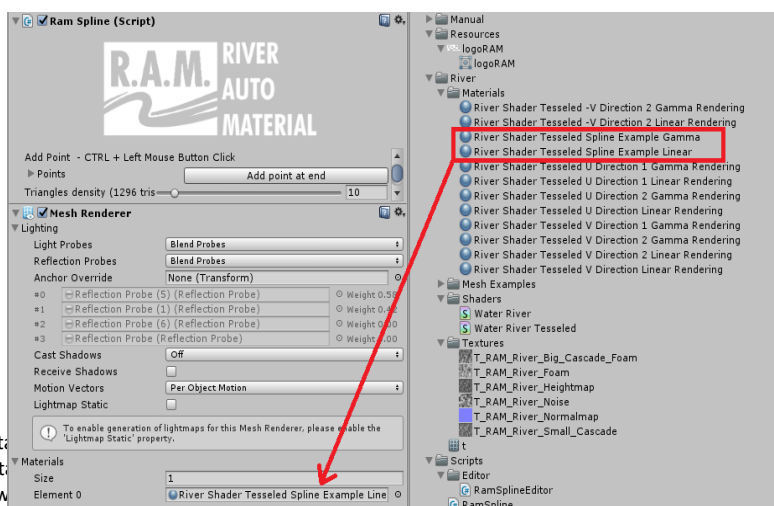 Ram Spline (Script)
R.A.M. RIVER
AUTO
MATERIAL
Add Point - CTRL + Left Mouse Button Click
Points
Add point at end
Triangles density (1296 tris
10
Mesh Renderer
Lighting
Light Probes
Blend Probes
Reflection Probes
Blend Probes
Anchor Override
None (Transform)
#0 Reflection Probe (5) (Reflection Probe) Weight 0.58
#1 Reflection Probe (1) (Reflection Probe) Weight 0.42
#2 Reflection Probe (6) (Reflection Probe) Weight 0.00
#3 Reflection Probe (Reflection Probe) Weight 0.00
Cast Shadows
Off
Receive Shadows
Motion Vectors
Per Object Motion
Lightmap Static
To enable generation of lightmaps for this Mesh Renderer, please enable the
'Lightmap Static' property.
Materials
Size
1
Element 0
River Shader Tesseled Spline Example Line
Manual
Resources
logoRAM
logoRAM
River
Materials
River Shader Tesseled -V Direction 2 Gamma Rendering
River Shader Tesseled -V Direction 2 Linear Rendering
River Shader Tesseled Spline Example Gamma
River Shader Tesseled Spline Example Linear
River Shader Tesseled U Direction 1 Gamma Rendering
River Shader Tesseled U Direction 1 Linear Rendering
River Shader Tesseled U Direction 2 Gamma Rendering
River Shader Tesseled U Direction Linear Rendering
River Shader Tesseled V Direction 1 Gamma Rendering
River Shader Tesseled V Direction 2 Gamma Rendering
River Shader Tesseled V Direction 2 Linear Rendering
River Shader Tesseled V Direction Linear Rendering
Mesh Examples
Shaders
Water River
Water River Tesseled
Textures
T_RAM_River_Big_Cascade_Foam
T_RAM_River_Foam
T_RAM_River_Heightmap
T_RAM_River_Noise
T_RAM_River_Normalmap
T_RAM_River_Small_Cascade
t
Scripts
Editor
RamSplineEditor
RamSpline